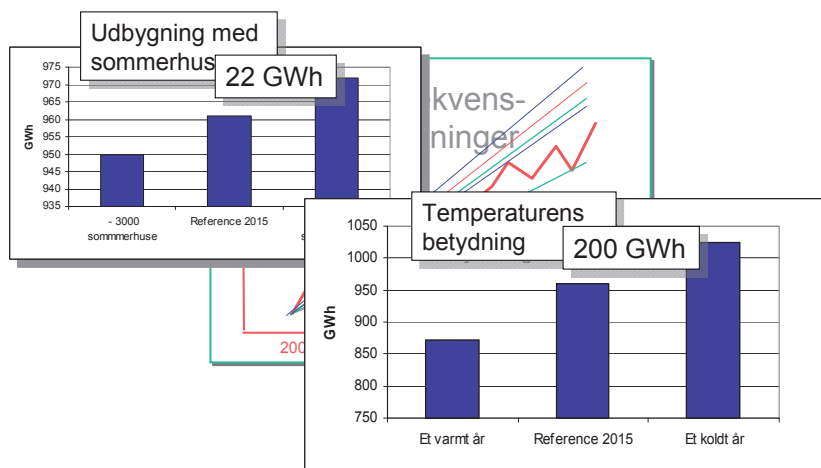 Udbygning med
sommerhuse
22 GWh
975
970
965
960
955
950
945
940
935
GWh
- 3000
sommmerhuse
Reference 2015
kvens-
ninger
200
Temperaturens
betydning
200 GWh
1050
1000
950
900
850
800
750
GWh
Et varmt år
Reference 2015
Et koldt år